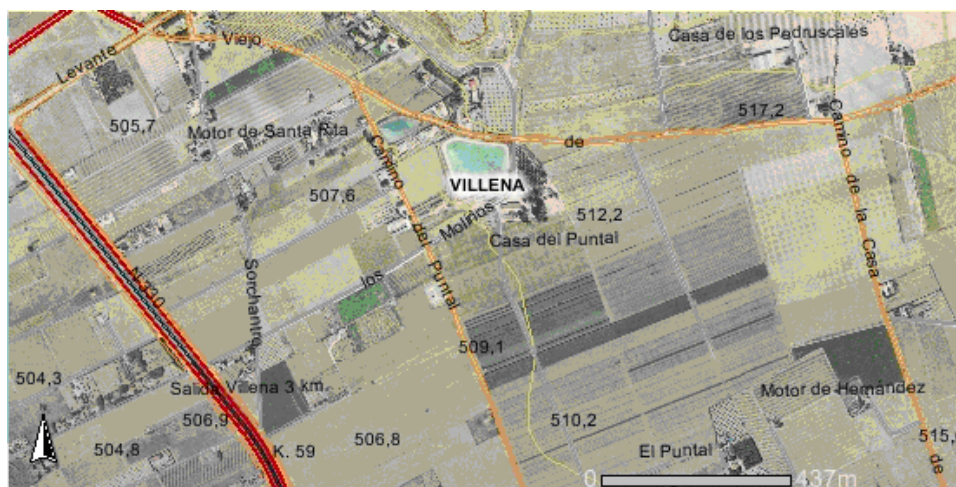 Viejo
Casa de los Pedruscales
Levante
505,7
517,2
Motor de Santa Rita
de
Camino del Puntal
Camino de la Casa
de
VILLENA
507,6
512,2
los Molinos
Casa del Puntal
N-330
Sorchantre
509,1
504,3
Salida Villena 3 km.
Motor de Hernández
506,9
510,2
506,8
504,8
K. 59
El Puntal
0
437m